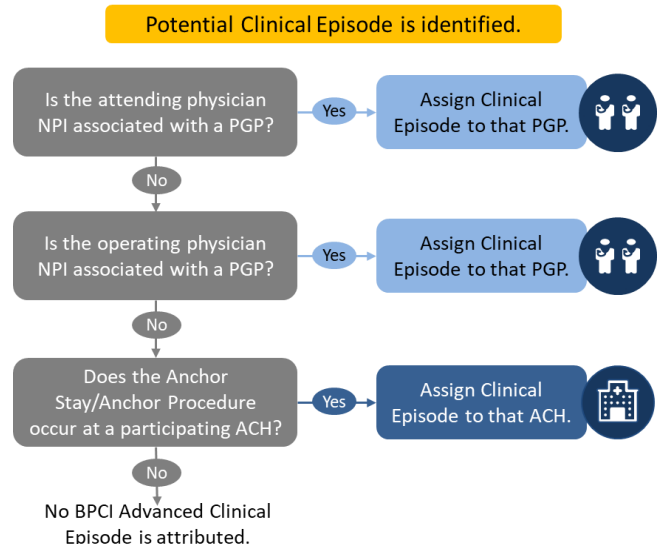 Potential Clinical Episode is identified.
Is the attending physician
NPI associated with a PGP?
Yes
Assign Clinical
Episode to that PGP.
No
Is the operating physician
NPI associated with a PGP?
Yes
Assign Clinical
Episode to that PGP.
No
Does the Anchor
Stay/Anchor Procedure
occur at a participating ACH?
Yes
Assign Clinical
Episode to that ACH.
No
No BPCI Advanced Clinical
Episode is attributed.